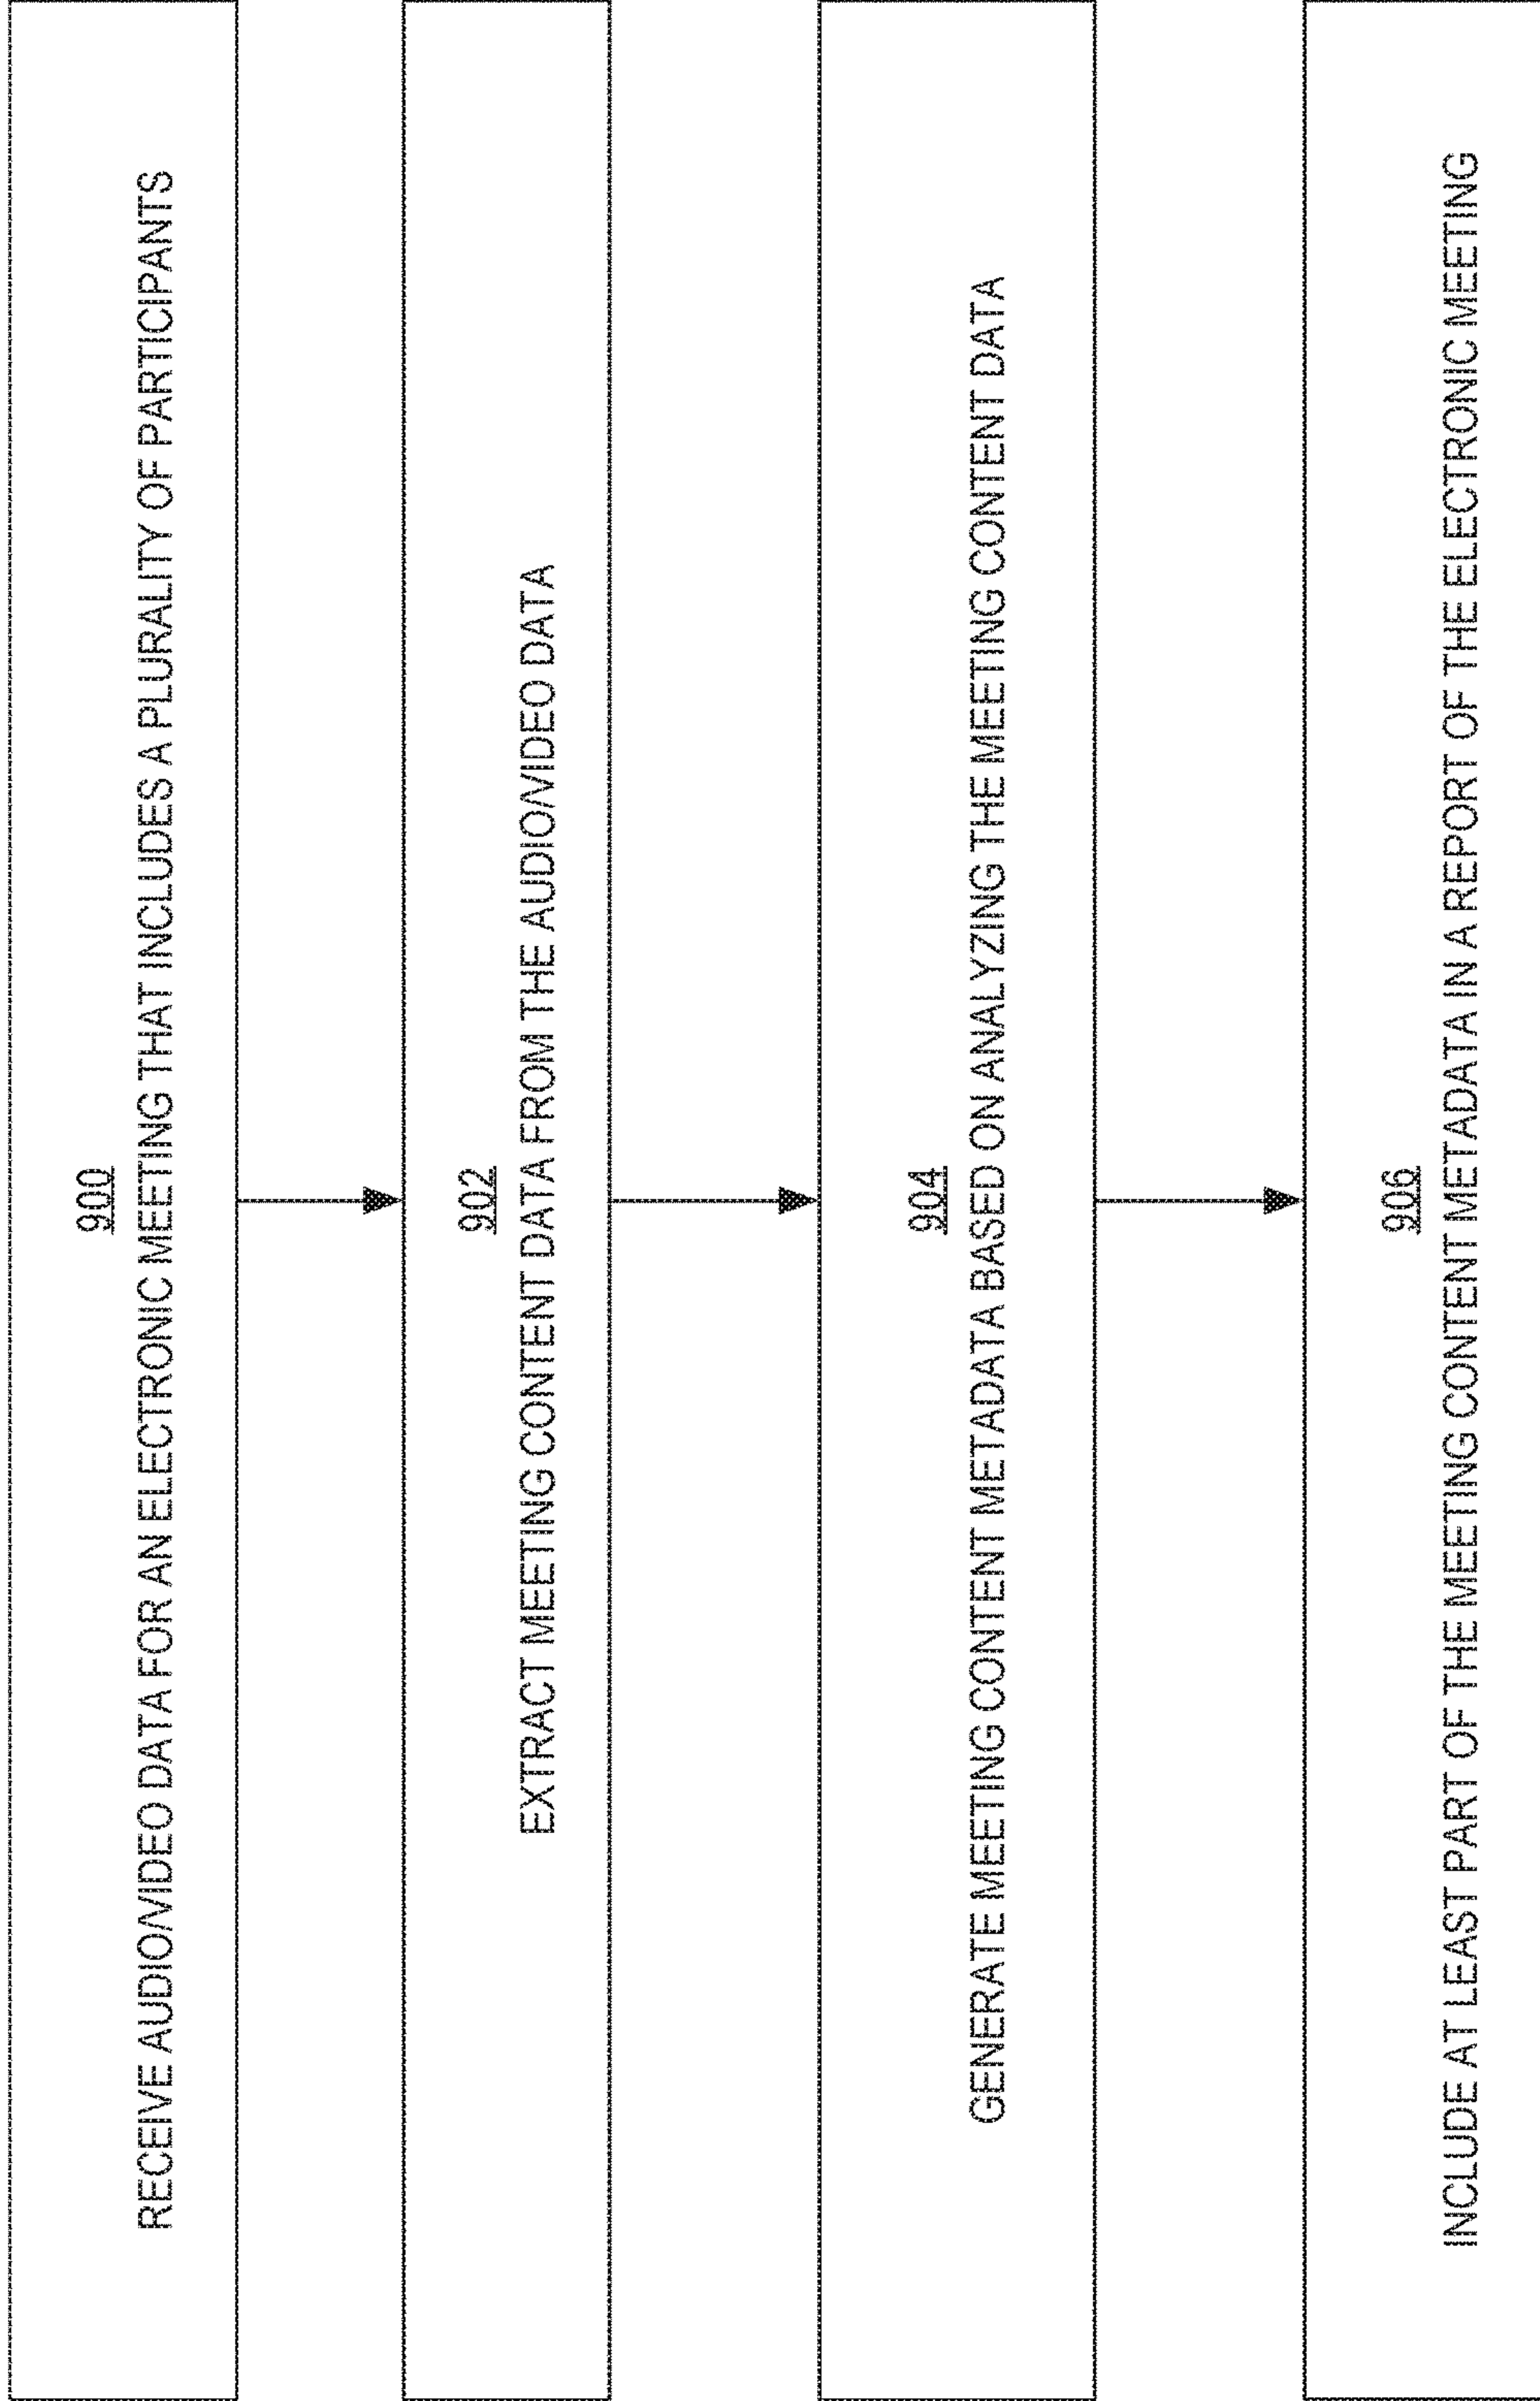 900
RECEIVE AUDIO/VIDEO DATA FOR AN ELECTRONIC MEETING THAT INCLUDES A PLURALITY OF PARTICIPANTS
902
EXTRACT MEETING CONTENT DATA FROM THE AUDIO/VIDEO DATA
904
GENERATE MEETING CONTENT METADATA BASED ON ANALYZING THE MEETING CONTENT DATA
906
INCLUDE AT LEAST PART OF THE MEETING CONTENT METADATA IN A REPORT OF THE ELECTRONIC MEETING